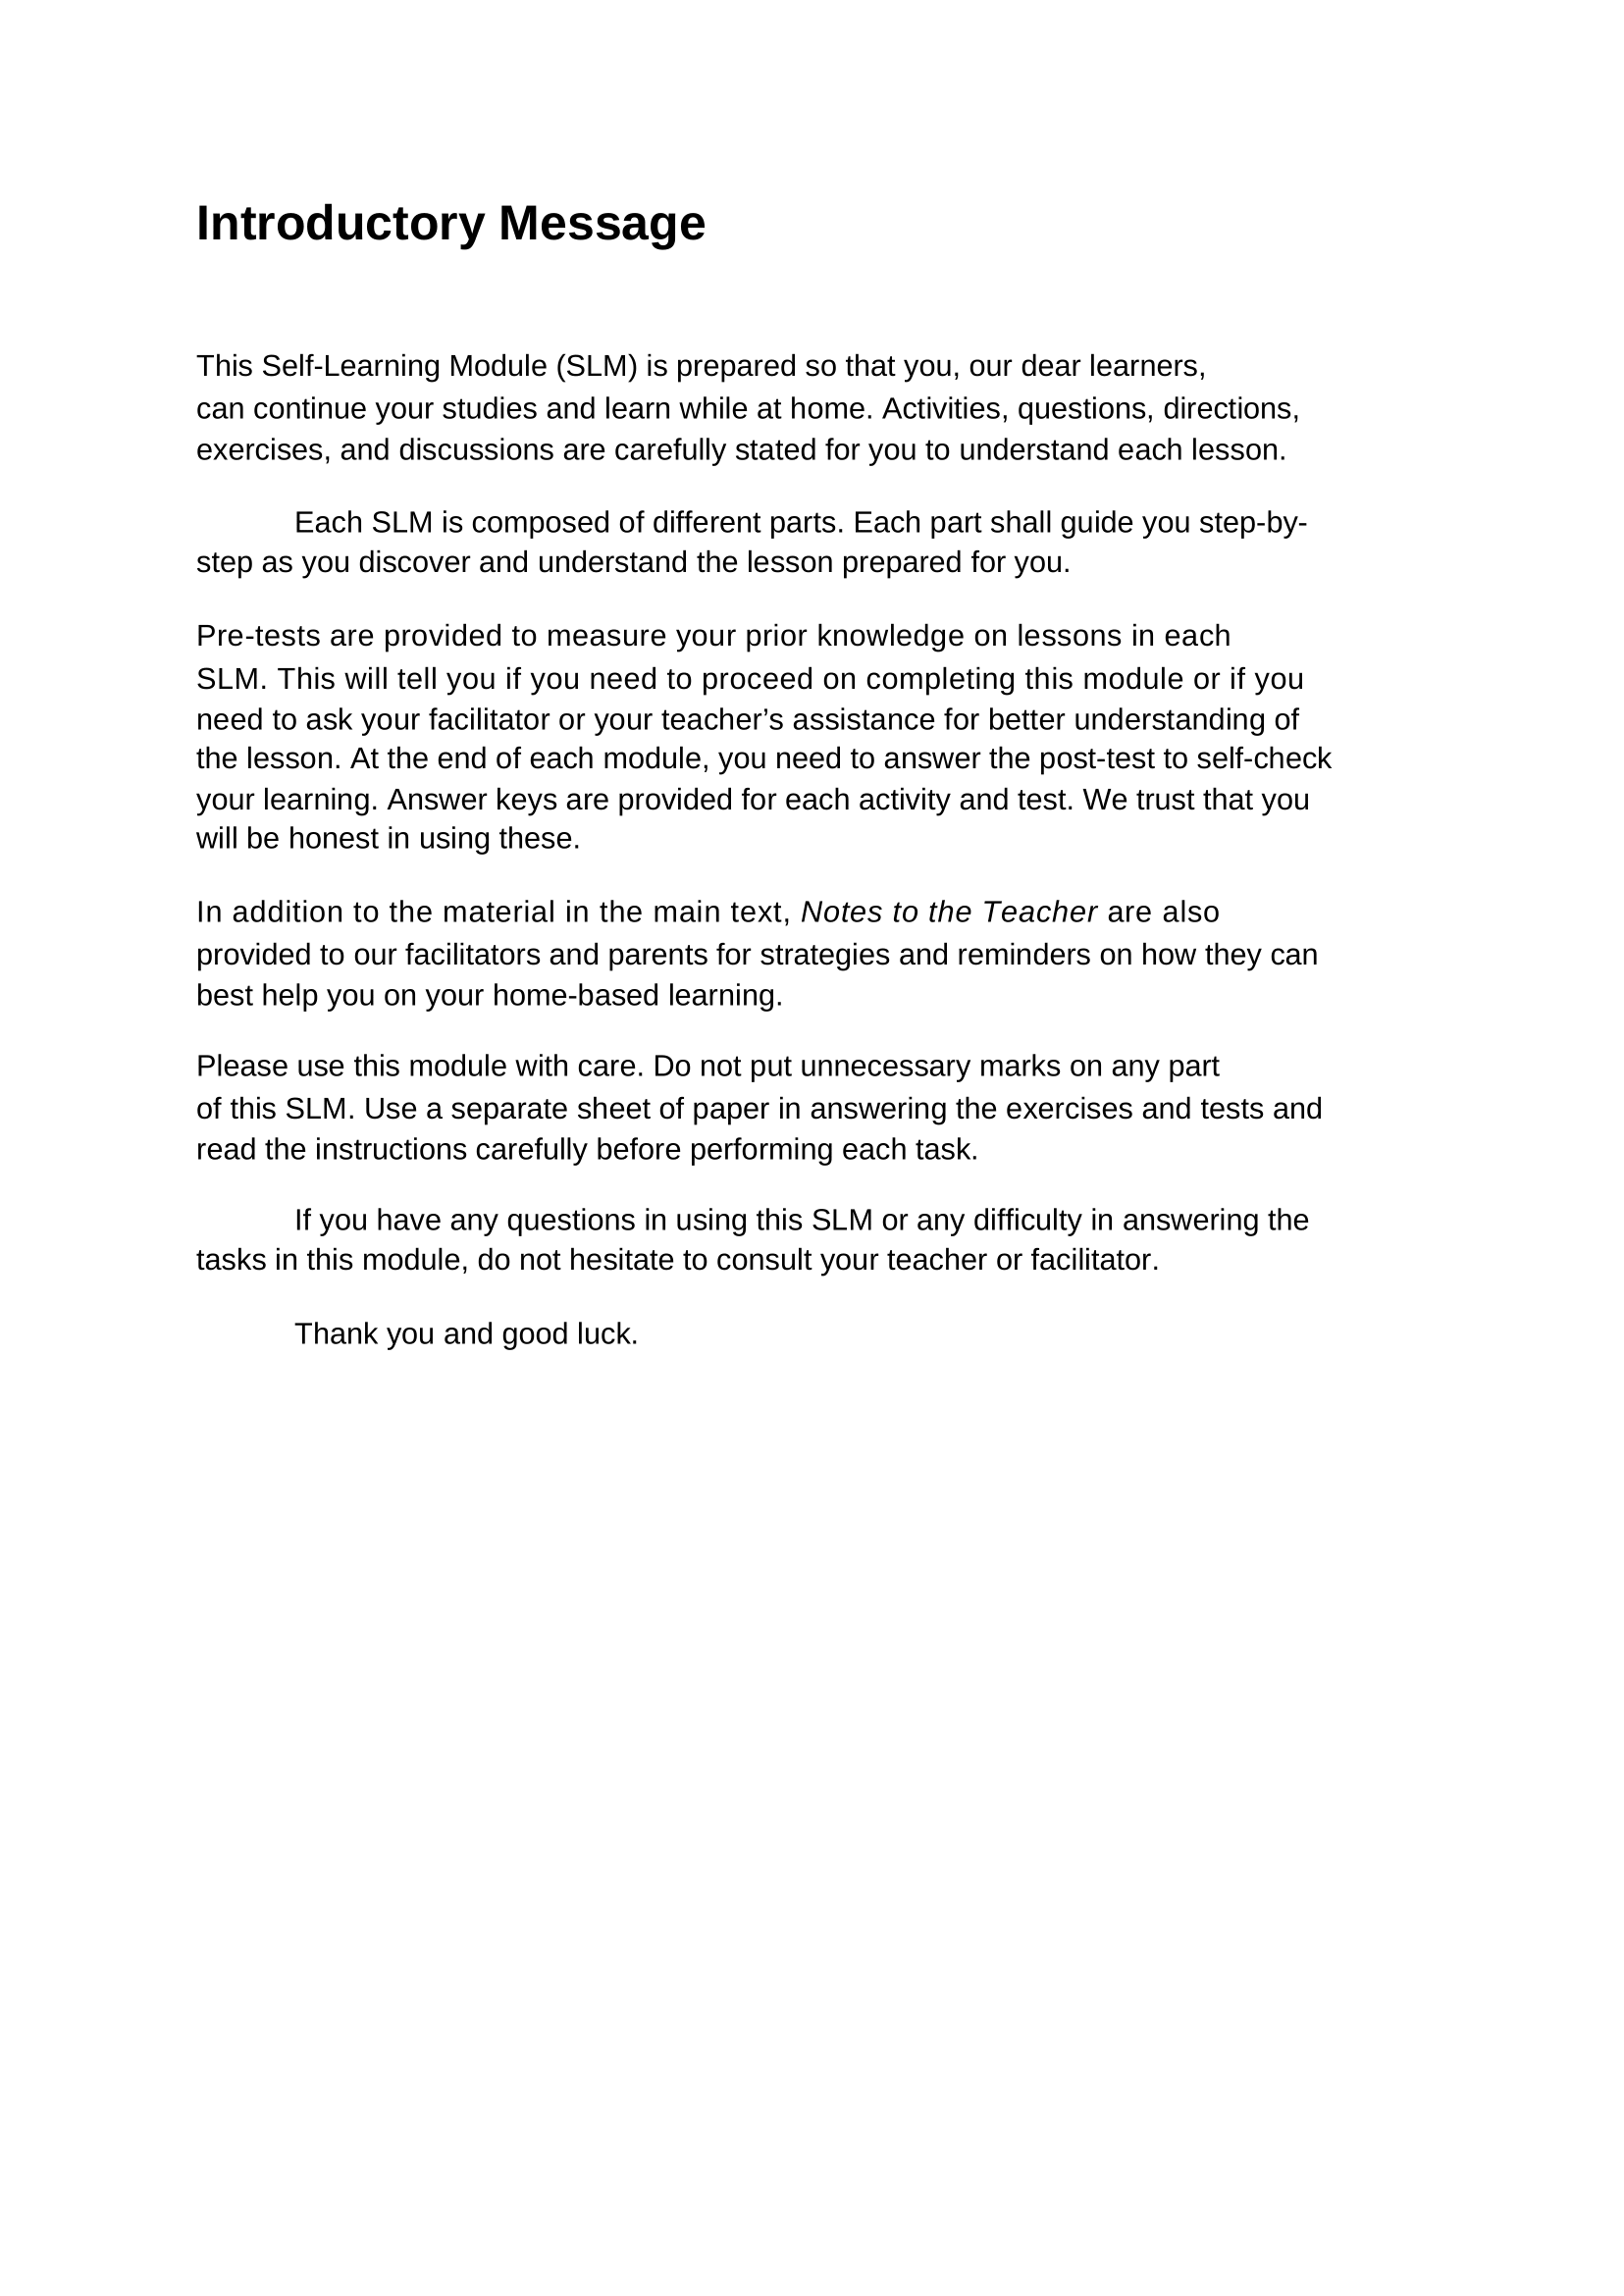 Introductory Message
This Self-Learning Module (SLM) is prepared so that you, our dear learners,
can continue your studies and learn while at home. Activities, questions, directions,
exercises, and discussions are carefully stated for you to understand each lesson.
Each SLM is composed of different parts. Each part shall guide you step-by-
step as you discover and understand the lesson prepared for you.
Pre-tests are provided to measure your prior knowledge on lessons in each
SLM. This will tell you if you need to proceed on completing this module or if you
need to ask your facilitator or your teacher’s assistance for better understanding of
the lesson. At the end of each module, you need to answer the post-test to self-check
your learning. Answer keys are provided for each activity and test. We trust that you
will be honest in using these.
In addition to the material in the main text, Notes to the Teacher are also
provided to our facilitators and parents for strategies and reminders on how they can
best help you on your home-based learning.
Please use this module with care. Do not put unnecessary marks on any part
of this SLM. Use a separate sheet of paper in answering the exercises and tests and
read the instructions carefully before performing each task.
If you have any questions in using this SLM or any difficulty in answering the
tasks in this module, do not hesitate to consult your teacher or facilitator.
Thank you and good luck.